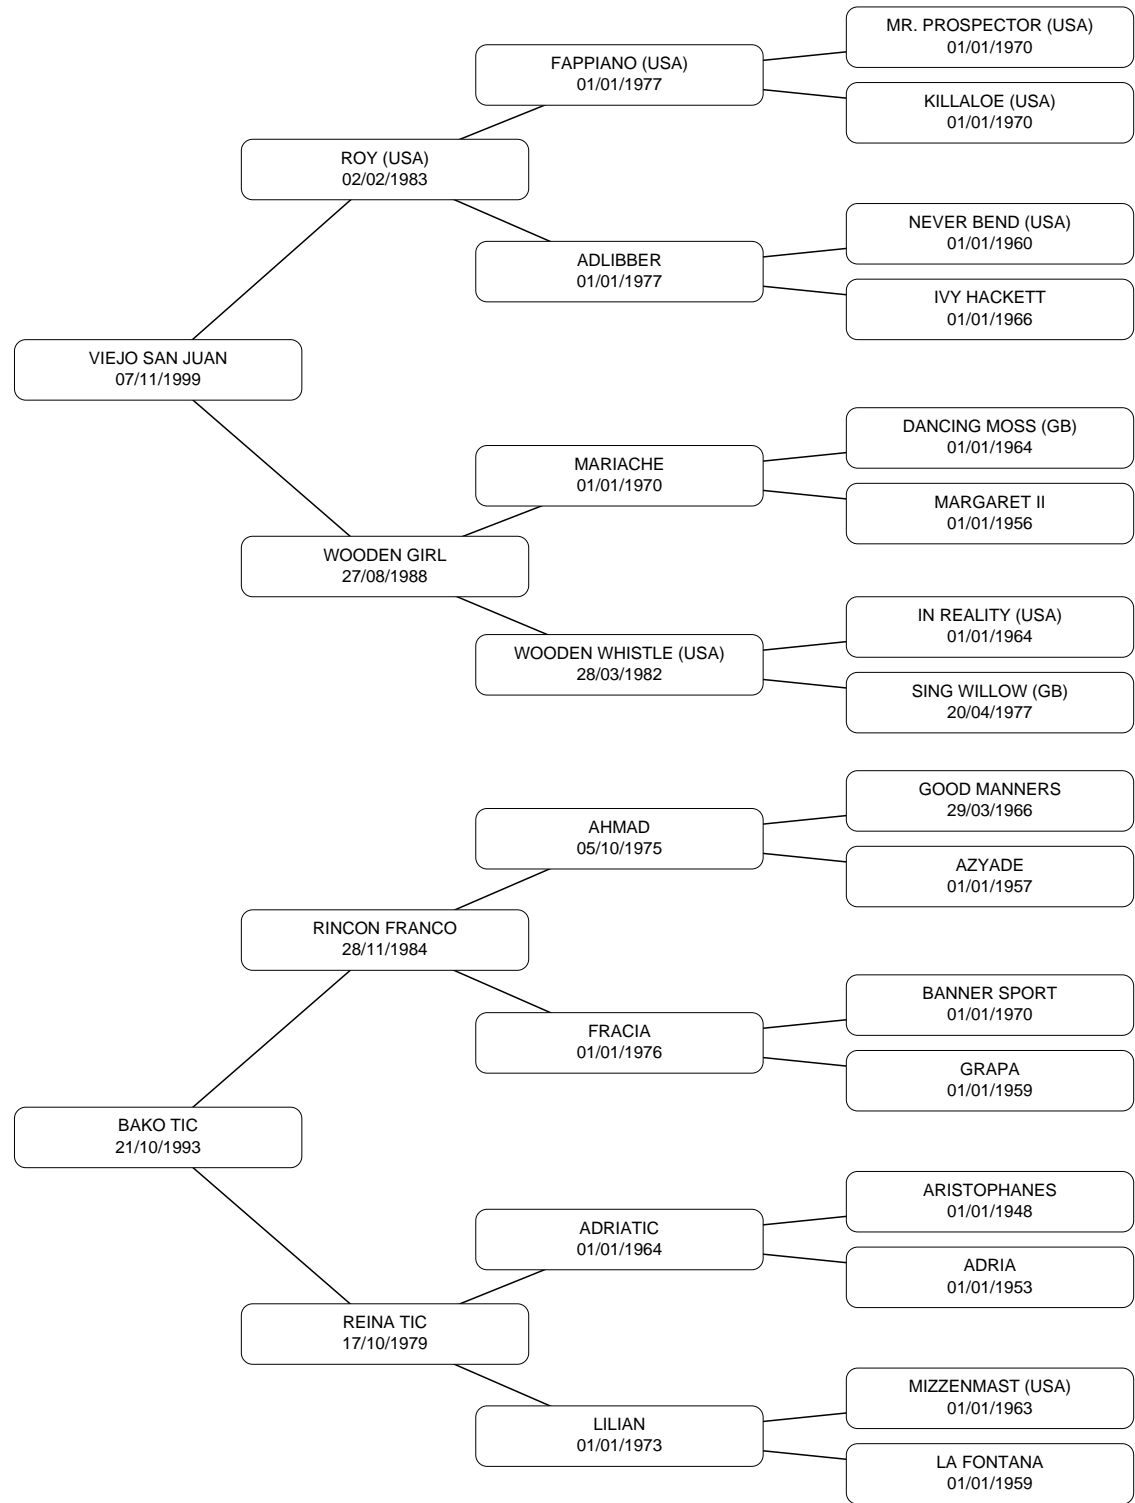 MR. PROSPECTOR (USA)
01/01/1970
FAPPIANO (USA)
01/01/1977
KILLALOE (USA)
01/01/1970
ROY (USA)
02/02/1983
NEVER BEND (USA)
01/01/1960
ADLIBBER
01/01/1977
IVY HACKETT
01/01/1966
VIEJO SAN JUAN
07/11/1999
DANCING MOSS (GB)
01/01/1964
MARIACHE
01/01/1970
MARGARET II
01/01/1956
WOODEN GIRL
27/08/1988
IN REALITY (USA)
01/01/1964
WOODEN WHISTLE (USA)
28/03/1982
SING WILLOW (GB)
20/04/1977
GOOD MANNERS
29/03/1966
AHMAD
05/10/1975
AZYADE
01/01/1957
RINCON FRANCO
28/11/1984
BANNER SPORT
01/01/1970
FRACIA
01/01/1976
GRAPA
01/01/1959
BAKO TIC
21/10/1993
ARISTOPHANES
01/01/1948
ADRIATIC
01/01/1964
ADRIA
01/01/1953
REINA TIC
17/10/1979
MIZZENMAST (USA)
01/01/1963
LILIAN
01/01/1973
LA FONTANA
01/01/1959